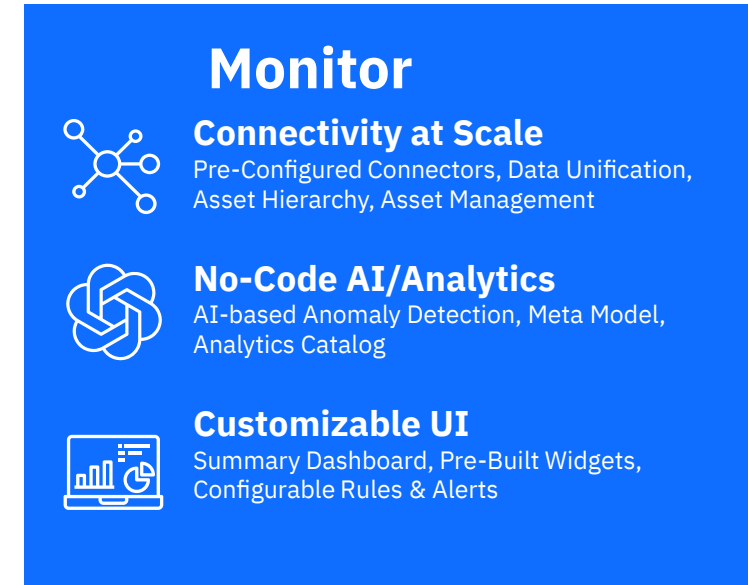 Monitor
Connectivity at Scale
Pre-Configured Connectors, Data Unification,
Asset Hierarchy, Asset Management
No-Code AI/Analytics
AI-based Anomaly Detection, Meta Model,
Analytics Catalog
Customizable UI
Summary Dashboard, Pre-Built Widgets,
Configurable Rules & Alerts